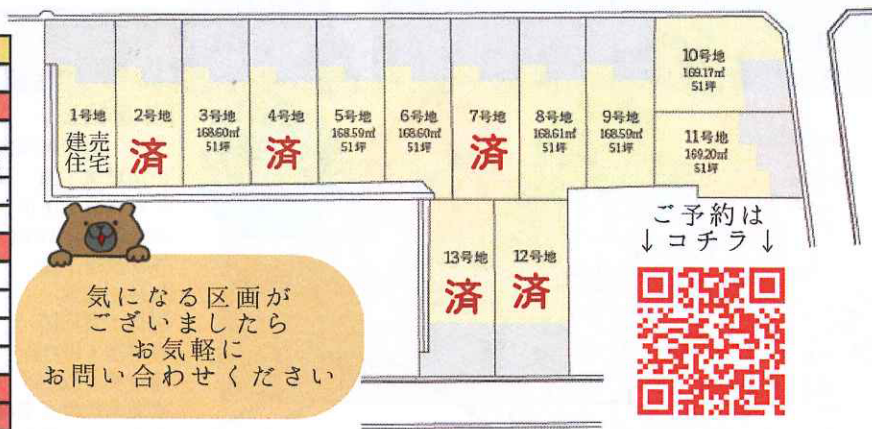 1号地
建売
住宅
2号地
済
3号地
168.60㎡
51坪
4号地
済
5号地
168.59㎡
51坪
6号地
168.60㎡
51坪
7号地
済
8号地
168.61㎡
51坪
9号地
168.59㎡
51坪
10号地
169.17㎡
51坪
11号地
169.20㎡
51坪
13号地
済
12号地
済
ご予約は
↓コチラ↓
気になる区画が
ございましたら
お気軽に
お問い合わせください